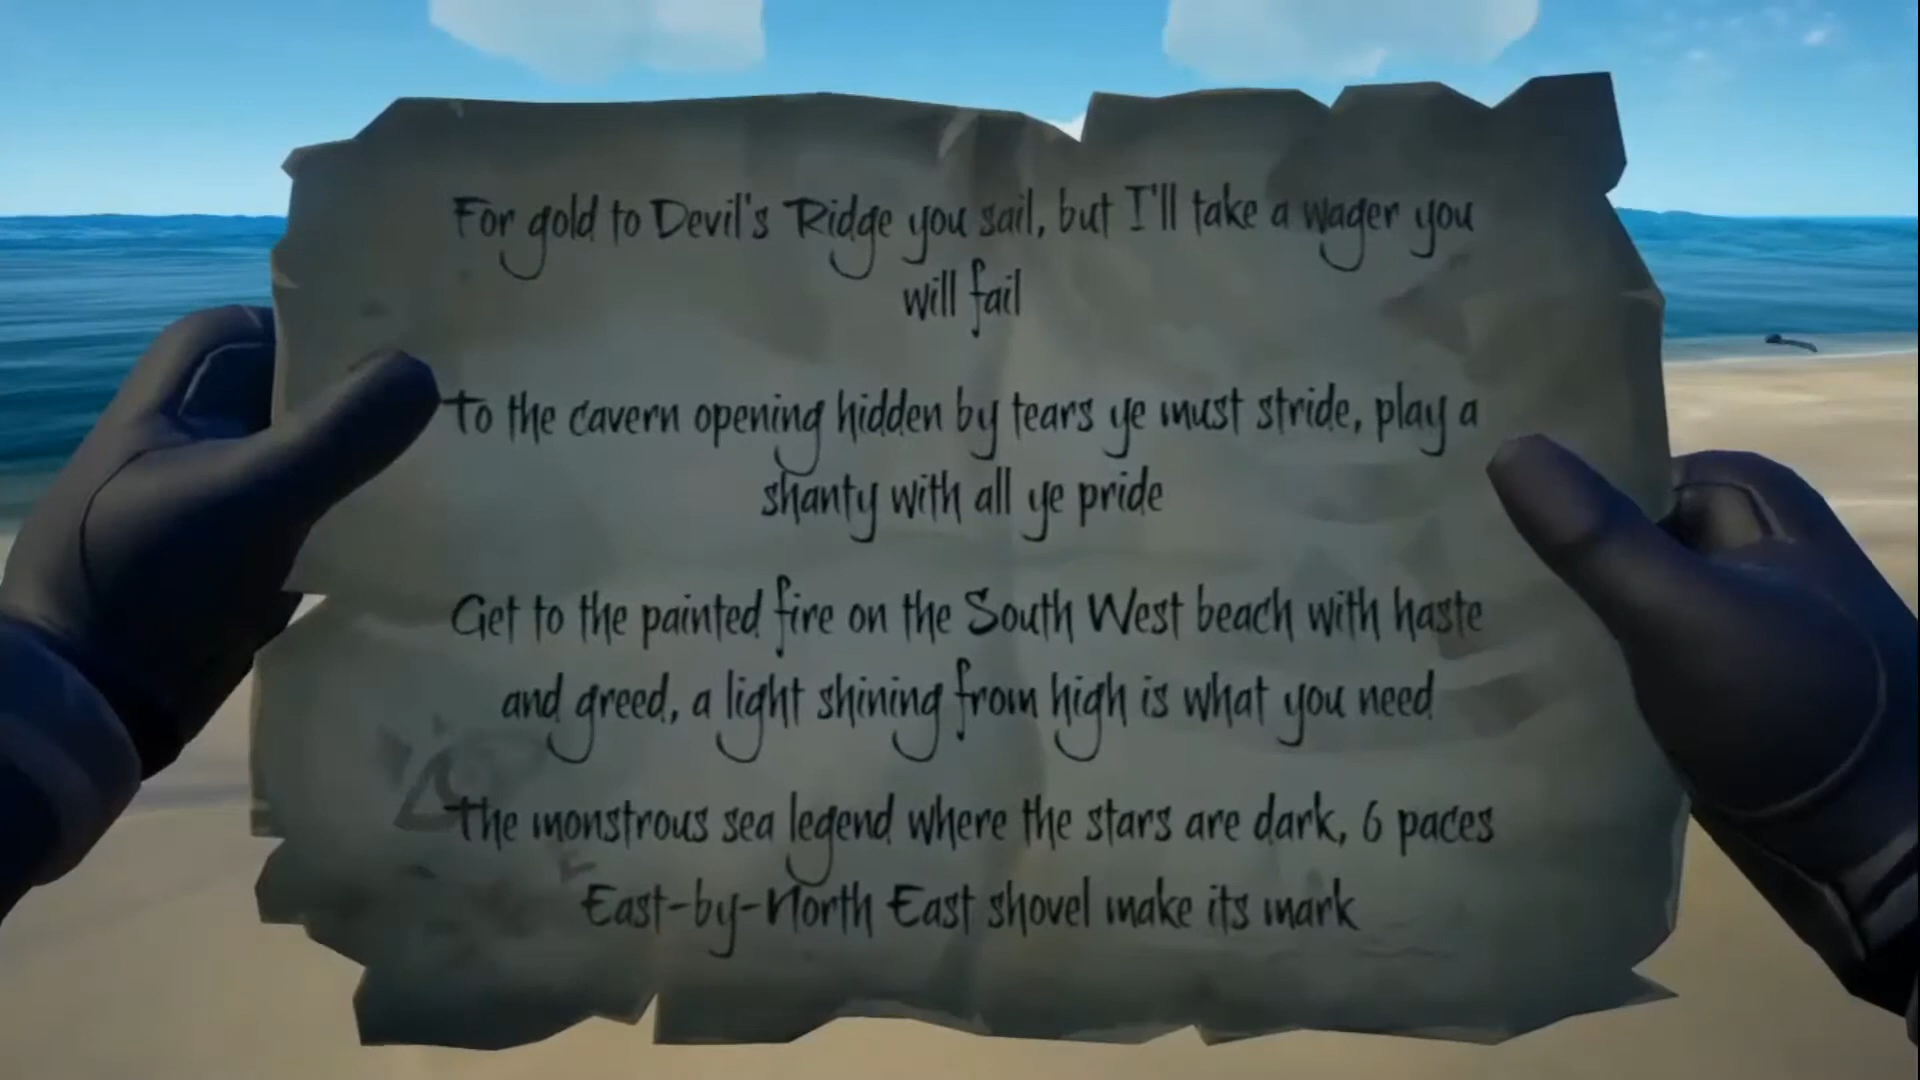 For gold to Devil's Ridge you sail, but I'll take a wager you
will fail
To the cavern opening hidden by tears ye must stride, play a
shanty with all ye pride
Get to the painted fire on the South West beach with haste
and greed, a light shining from high is what you need
The monstrous sea legend where the stars are dark, 6 paces
East-by-North East shovel make its mark